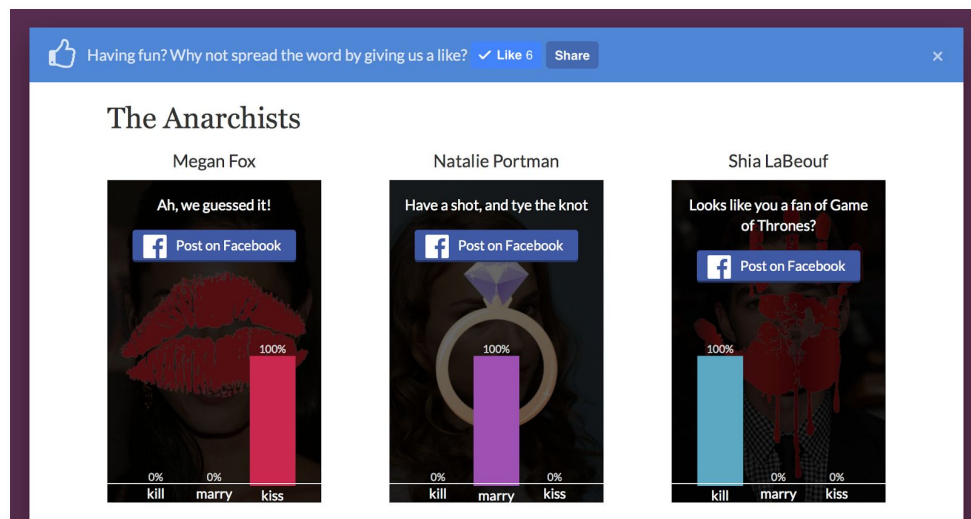 Having fun? Why not spread the word by giving us a like? Like 6 Share ×
The Anarchists
Megan Fox
Ah, we guessed it!
Post on Facebook
100%
0% 0%
kill marry kiss
Natalie Portman
Have a shot, and tye the knot
Post on Facebook
100%
0% 0%
kill marry kiss
Shia LaBeouf
Looks like you a fan of Game
of Thrones?
Post on Facebook
100%
0% 0%
kill marry kiss